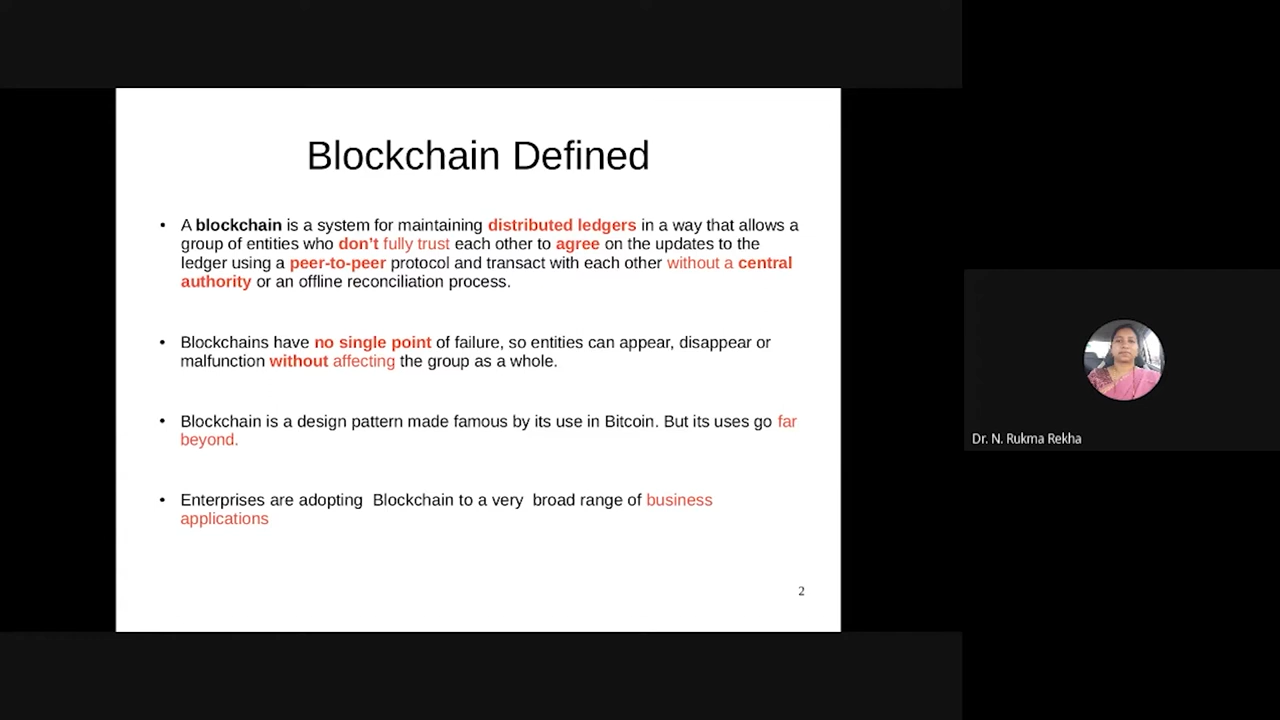 Blockchain Defined
• A blockchain is a system for maintaining distributed ledgers in a way that allows a
group of entities who don't fully trust each other to agree on the updates to the
ledger using a peer-to-peer protocol and transact with each other without a central
authority or an offline reconciliation process.
• Blockchains have no single point of failure, so entities can appear, disappear or
malfunction without affecting the group as a whole.
• Blockchain is a design pattern made famous by its use in Bitcoin. But its uses go far
beyond.
• Enterprises are adopting  Blockchain to a very  broad range of business
applications
2
Dr. N. Rukma Rekha